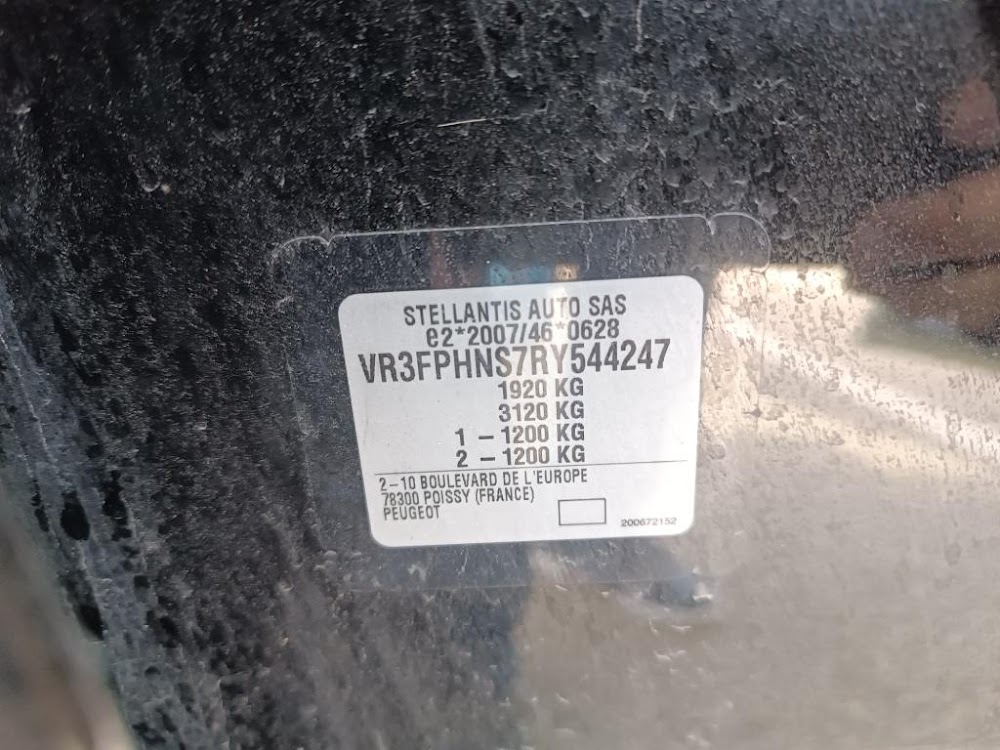 STELLANTIS AUTO SAS
e2*2007/46*0628
VR3FPHNS7RY544247
1920 KG
3120 KG
1 – 1200 KG
2 – 1200 KG
2–10 BOULEVARD DE L'EUROPE
78300 POISSY (FRANCE)
PEUGEOT
200672152